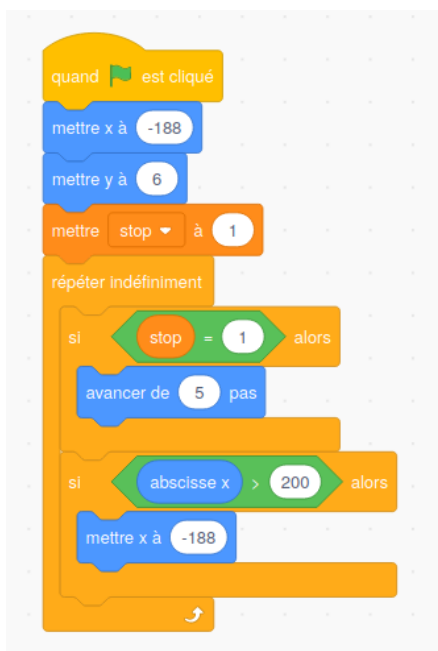 quand est cliqué
mettre x à -188
mettre y à 6
mettre stop à 1
répéter indéfiniment
si stop = 1 alors
avancer de 5 pas
si abscisse x > 200 alors
mettre x à -188